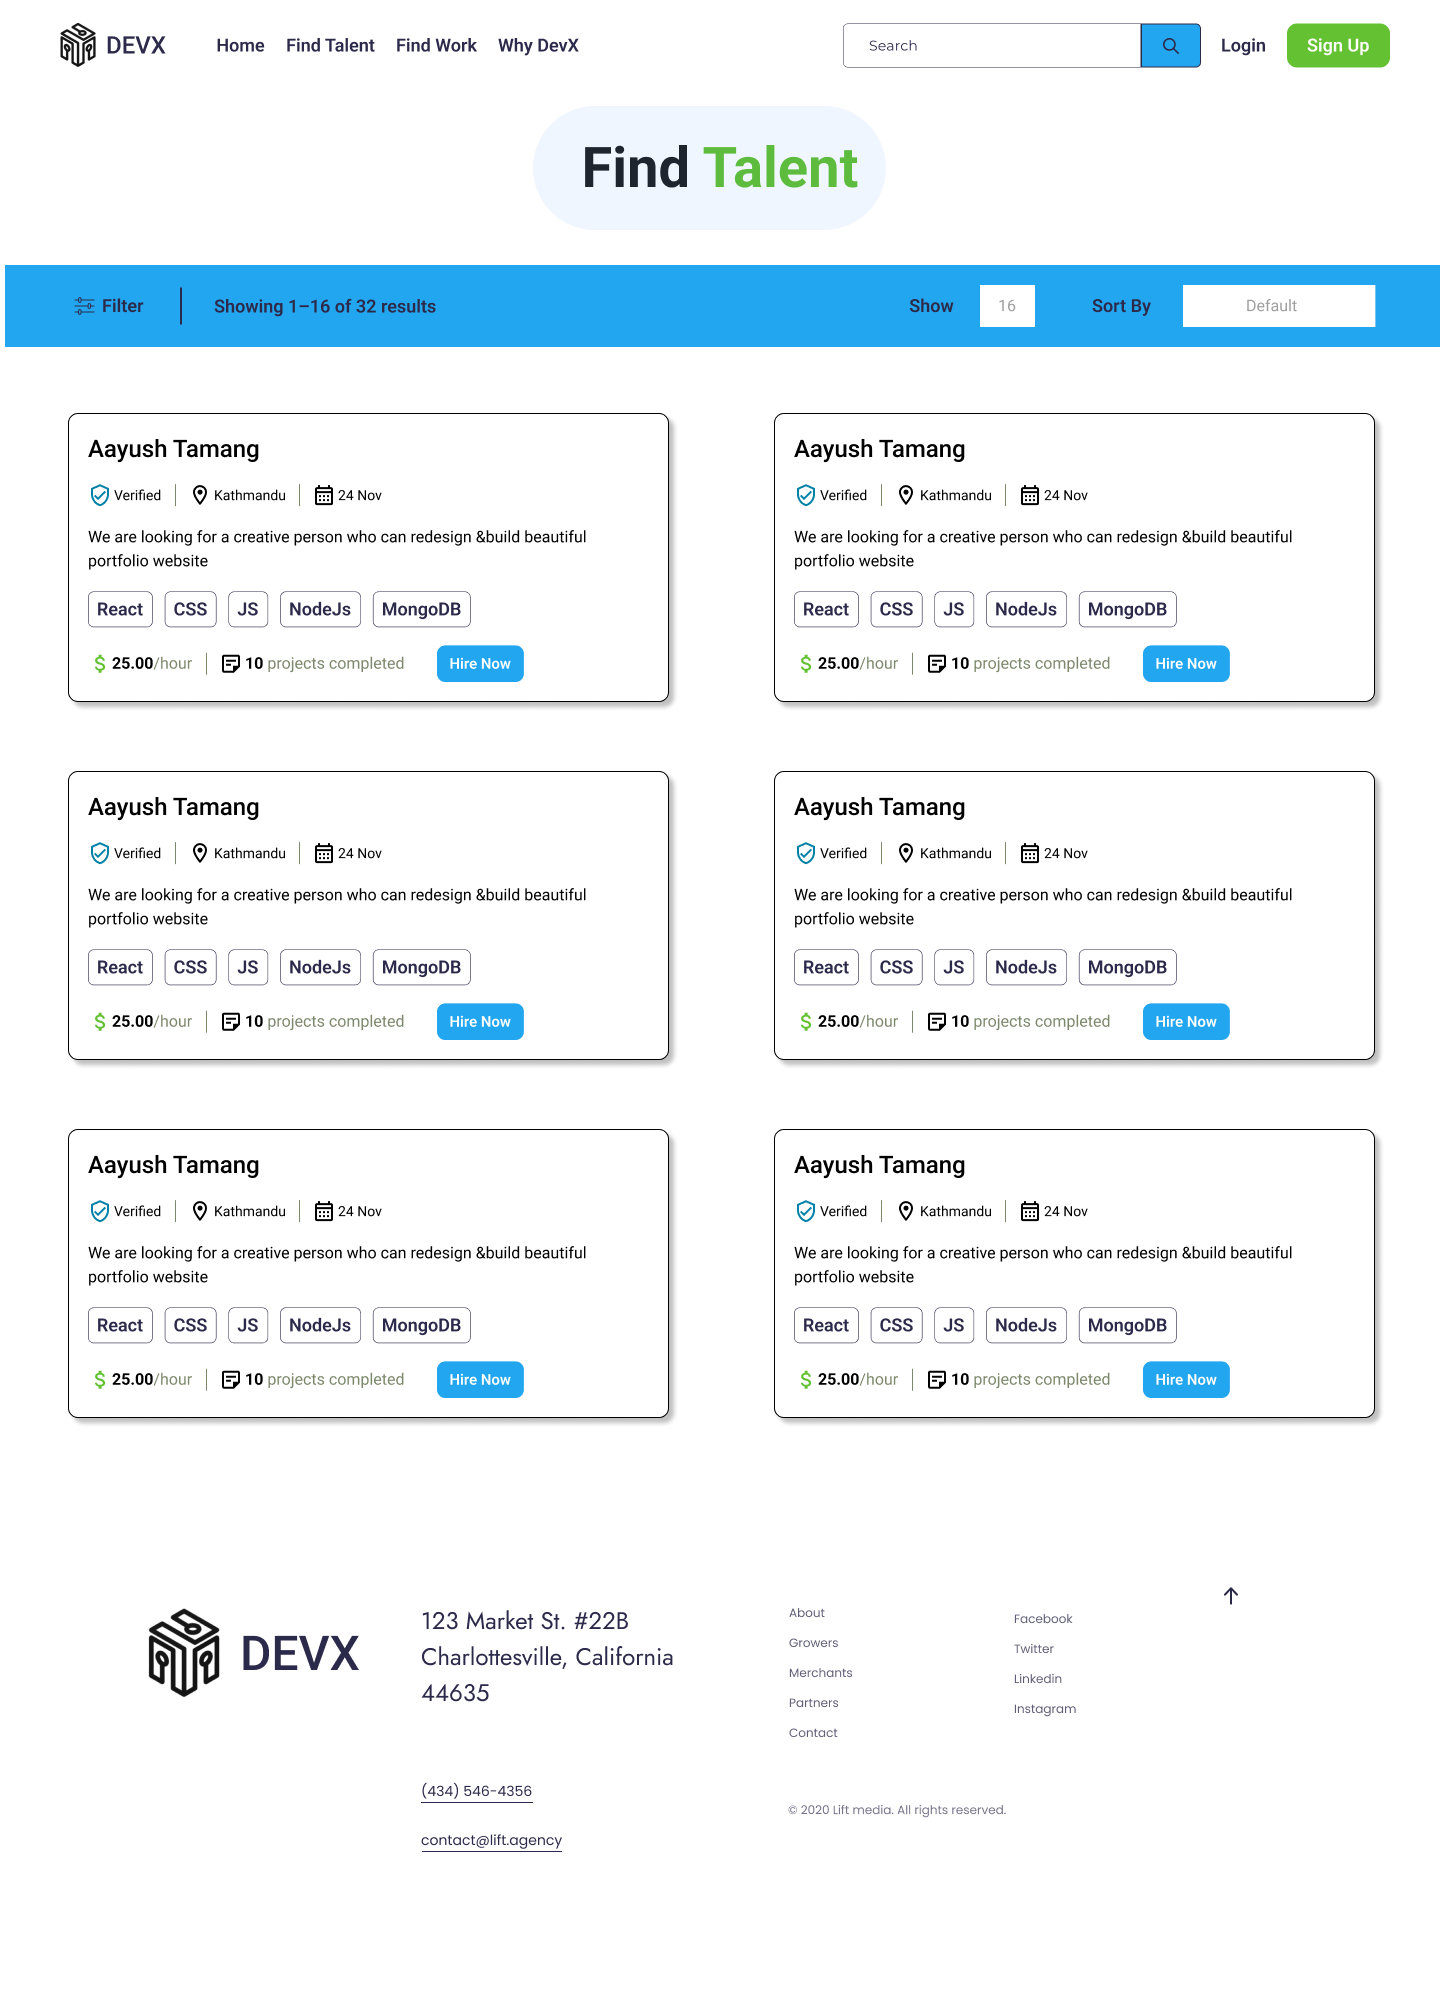 DEVX Home Find Talent Find Work Why DevX Search Login Sign Up
Find Talent
Filter Showing 1–16 of 32 results Show 16 Sort By Default
Aayush Tamang
Verified Kathmandu 24 Nov
We are looking for a creative person who can redesign &build beautiful
portfolio website
React CSS JS NodeJs MongoDB
$ 25.00/hour 10 projects completed Hire Now
Aayush Tamang
Verified Kathmandu 24 Nov
We are looking for a creative person who can redesign &build beautiful
portfolio website
React CSS JS NodeJs MongoDB
$ 25.00/hour 10 projects completed Hire Now
Aayush Tamang
Verified Kathmandu 24 Nov
We are looking for a creative person who can redesign &build beautiful
portfolio website
React CSS JS NodeJs MongoDB
$ 25.00/hour 10 projects completed Hire Now
Aayush Tamang
Verified Kathmandu 24 Nov
We are looking for a creative person who can redesign &build beautiful
portfolio website
React CSS JS NodeJs MongoDB
$ 25.00/hour 10 projects completed Hire Now
Aayush Tamang
Verified Kathmandu 24 Nov
We are looking for a creative person who can redesign &build beautiful
portfolio website
React CSS JS NodeJs MongoDB
$ 25.00/hour 10 projects completed Hire Now
Aayush Tamang
Verified Kathmandu 24 Nov
We are looking for a creative person who can redesign &build beautiful
portfolio website
React CSS JS NodeJs MongoDB
$ 25.00/hour 10 projects completed Hire Now
DEVX
123 Market St. #22B
Charlottesville, California
44635
(434) 546-4356
contact@lift.agency
About
Growers
Merchants
Partners
Contact
Facebook
Twitter
Linkedin
Instagram
© 2020 Lift media. All rights reserved.